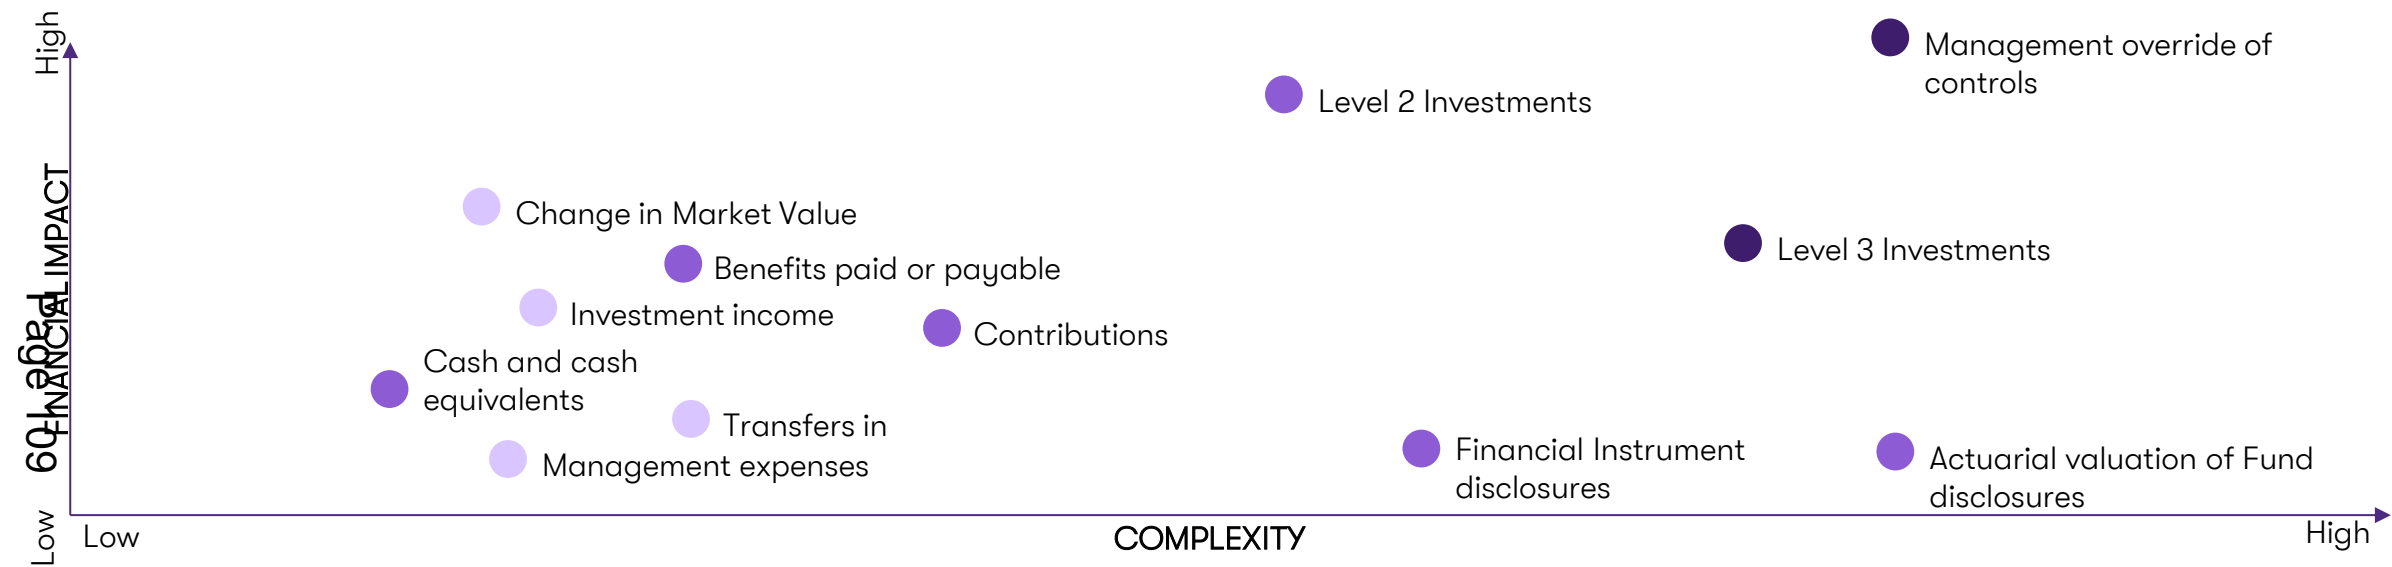 High
Management override of
controls
Level 2 Investments
FINANCIAL IMPACT
Change in Market Value
Level 3 Investments
Benefits paid or payable
Page 109
Investment income
Contributions
Cash and cash
equivalents
Transfers in
Financial Instrument
disclosures
Actuarial valuation of Fund
disclosures
Management expenses
Low
Low
COMPLEXITY
High